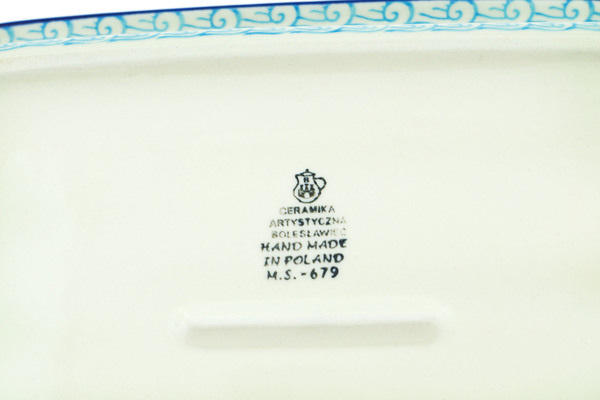 CERAMIKA
ARTYSTYCZNA
BOLESŁAWIEC
HAND MADE
IN POLAND
M.S.-679